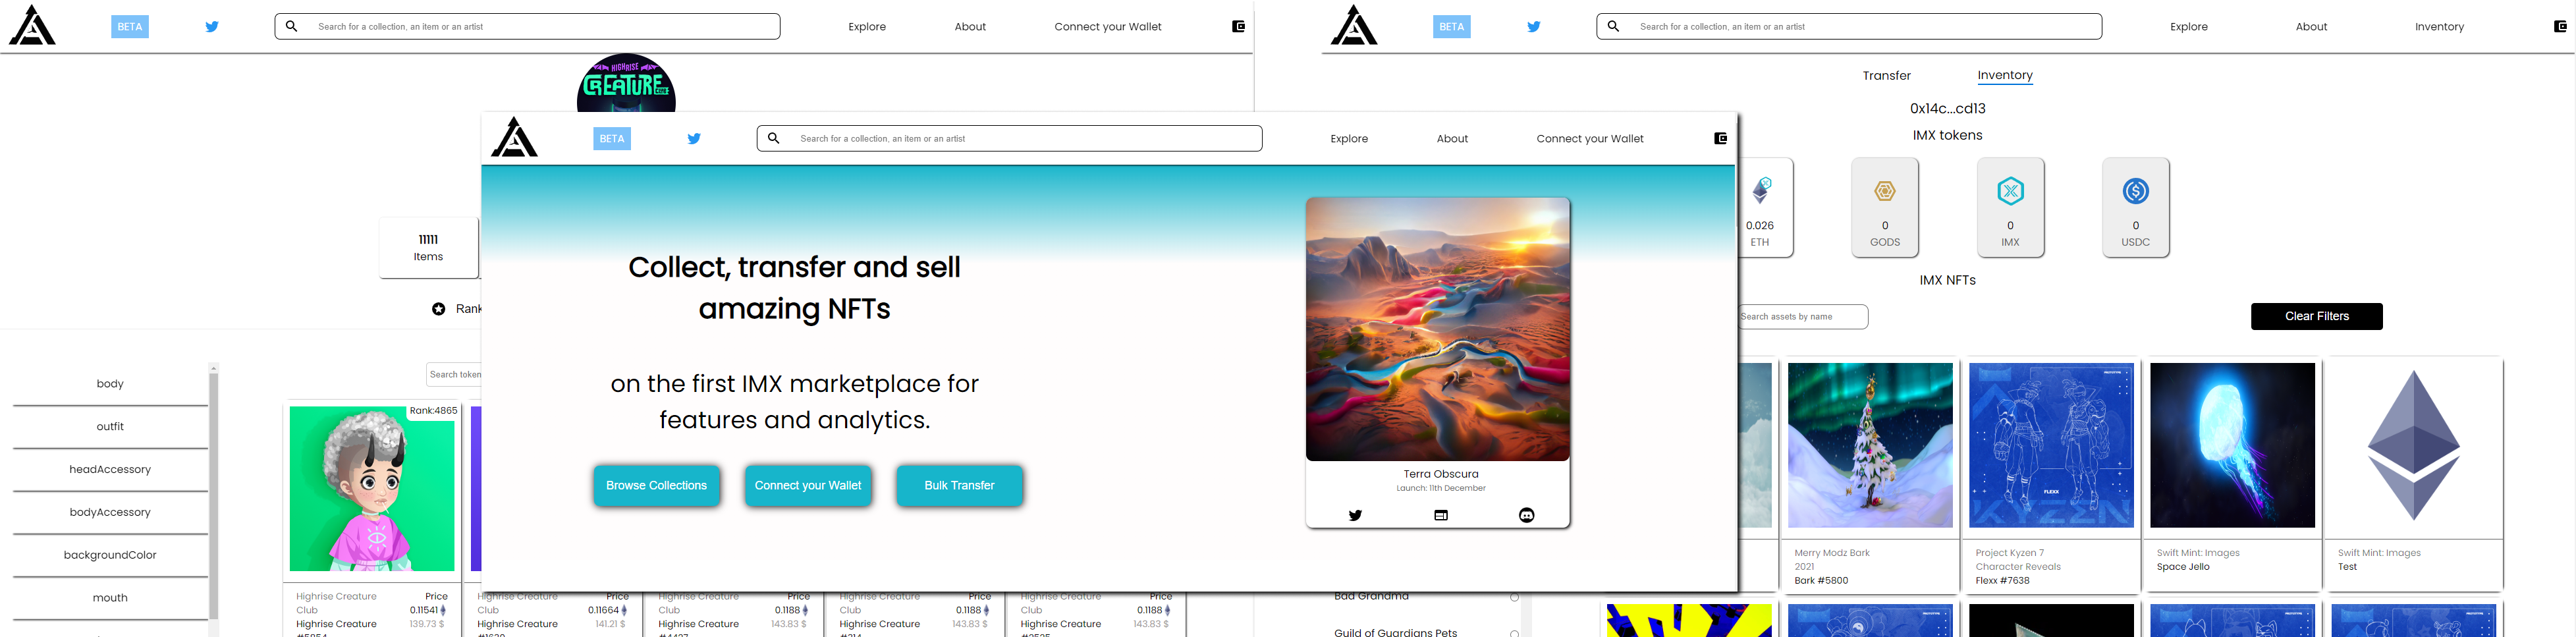 BETA
Search for a collection, an item or an artist
Explore
About
Connect your Wallet
HIGHRISE
CREATURE
11111
Items
Rank
body
outfit
headAccessory
bodyAccessory
backgroundColor
mouth
Search token
Rank:4865
Highrise Creature Price
Club 0.11541
Highrise Creature 139.73 $
Highrise Creature Price
Club 0.11664
Highrise Creature 141.21 $
Highrise Creature Price
Club 0.1188
Highrise Creature 143.83 $
Highrise Creature Price
Club 0.1188
Highrise Creature 143.83 $
Highrise Creature Price
Club 0.1188
Highrise Creature 143.83 $
BETA
Search for a collection, an item or an artist
Explore
About
Connect your Wallet
Collect, transfer and sell
amazing NFTs
on the first IMX marketplace for
features and analytics.
Browse Collections
Connect your Wallet
Bulk Transfer
Terra Obscura
Launch: 11th December
BETA
Search for a collection, an item or an artist
Explore
About
Inventory
Transfer
Inventory
0x14c...cd13
IMX tokens
0.026
ETH
0
GODS
0
IMX
0
USDC
IMX NFTs
Search assets by name
Clear Filters
Merry Modz Bark
2021
Bark #5800
FLEXX
KYZEN
Project Kyzen 7
Character Reveals
Flexx #7638
Swift Mint: Images
Space Jello
Swift Mint: Images
Test
Bad Grandma
Guild of Guardians Pets